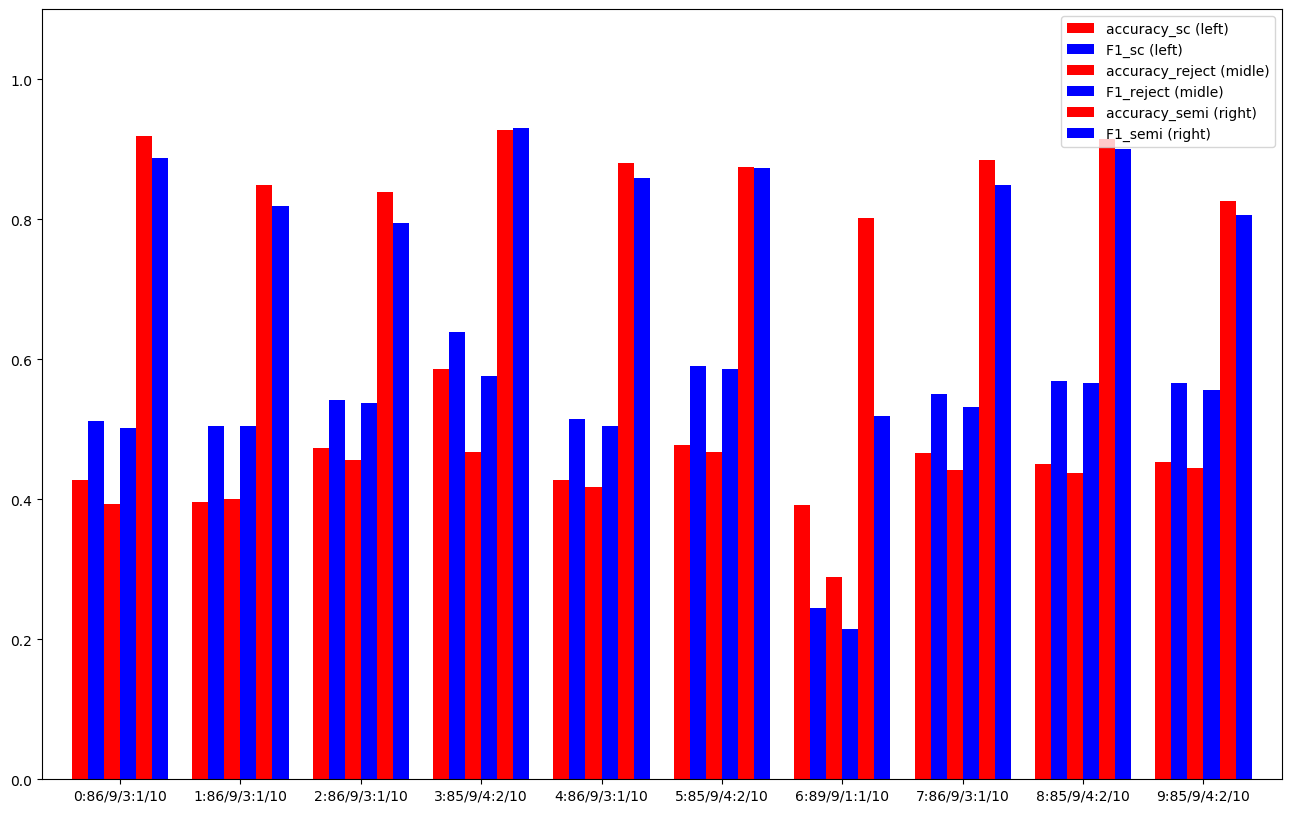 accuracy_sc (left)
F1_sc (left)
accuracy_reject (midle)
F1_reject (midle)
accuracy_semi (right)
F1_semi (right)
1.0
0.8
0.6
0.4
0.2
0.0
0:86/9/3:1/10 1:86/9/3:1/10 2:86/9/3:1/10 3:85/9/4:2/10 4:86/9/3:1/10 5:85/9/4:2/10 6:89/9/1:1/10 7:86/9/3:1/10 8:85/9/4:2/10 9:85/9/4:2/10